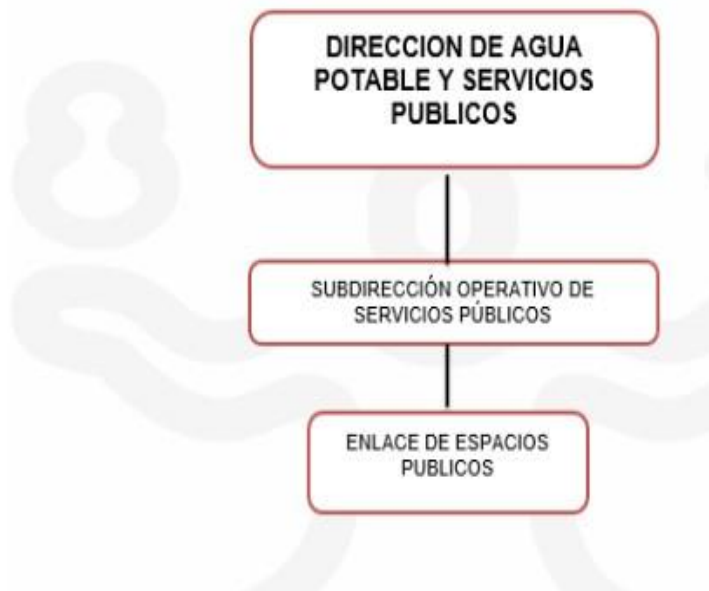 DIRECCION DE AGUA
POTABLE Y SERVICIOS
PUBLICOS
SUBDIRECCIÓN OPERATIVO DE
SERVICIOS PÚBLICOS
ENLACE DE ESPACIOS
PUBLICOS